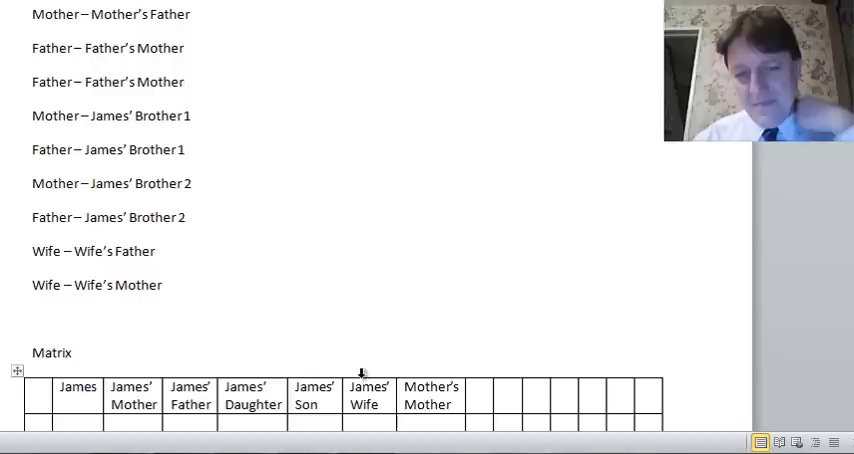 Mother – Mother's Father
Father – Father's Mother
Father – Father's Mother
Mother – James' Brother 1
Father – James' Brother 1
Mother – James' Brother 2
Father – James' Brother 2
Wife – Wife's Father
Wife – Wife's Mother
Matrix
James James' Mother James' Father James' Daughter James' Son James' Wife Mother's Mother